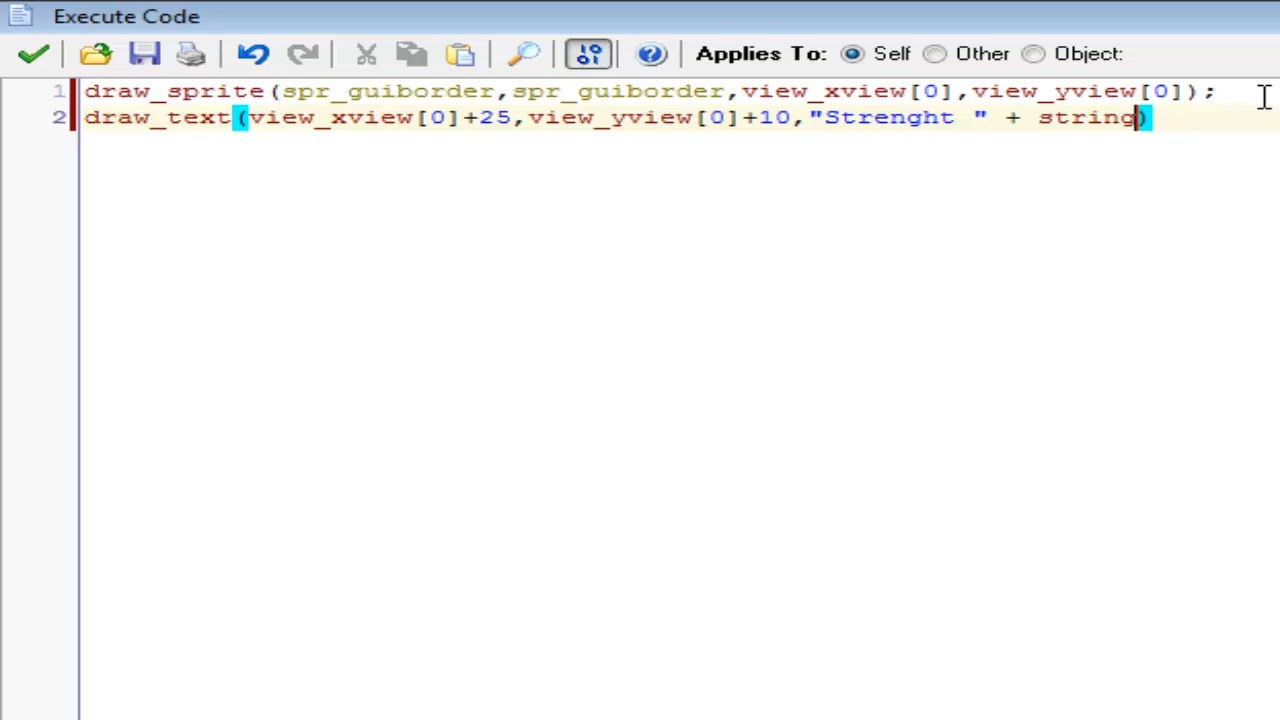 Execute Code
Applies To: Self Other Object:
1 draw_sprite(spr_guiborder,spr_guiborder,view_xview[0],view_yview[0]);
2 draw_text(view_xview[0]+25,view_yview[0]+10,"Strenght " + string)